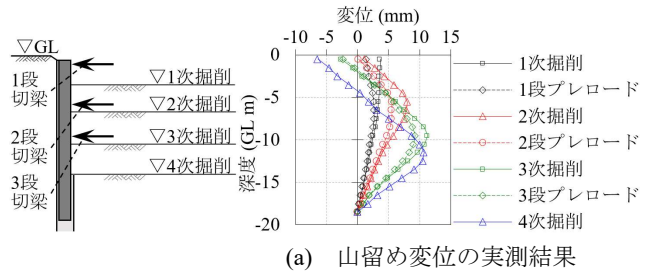 ▽GL
1段
切梁
2段
切梁
3段
切梁
▽1次掘削
▽2次掘削
▽3次掘削
▽4次掘削
変位 (mm)
-10 -5 0 5 10 15
0
-5
-10
-15
-20
深度 (GL m)
1次掘削
1段プレロード
2次掘削
2段プレロード
3次掘削
3段プレロード
4次掘削
(a) 山留め変位の実測結果